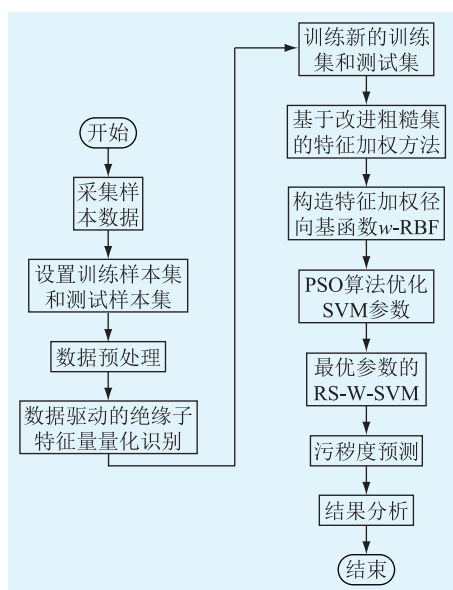 开始
采集样
本数据
设置训练样本集
和测试样本集
数据预处理
数据驱动的绝缘子
特征量量化识别
训练新的训练
集和测试集
基于改进粗糙集
的特征加权方法
构造特征加权径
向基函数w-RBF
PSO算法优化
SVM参数
最优参数的
RS-W-SVM
污秽度预测
结果分析
结束